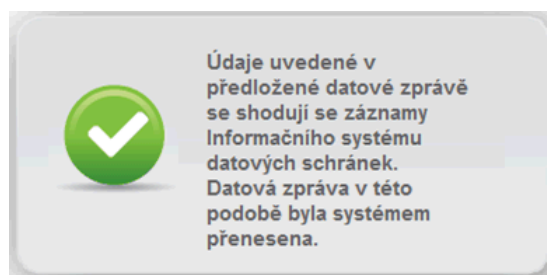 Údaje uvedené v
předložené datové zprávě
se shodují se záznamy
Informačního systému
datových schránek.
Datová zpráva v této
podobě byla systémem
přenesena.